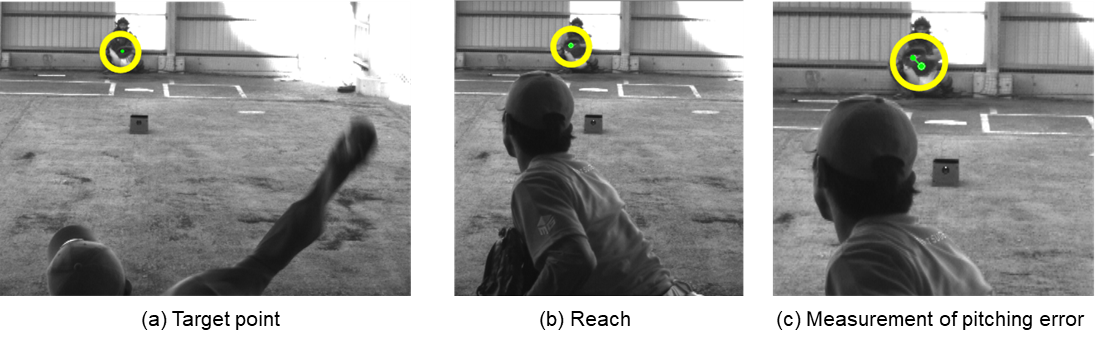 (a) Target point
(b) Reach
(c) Measurement of pitching error